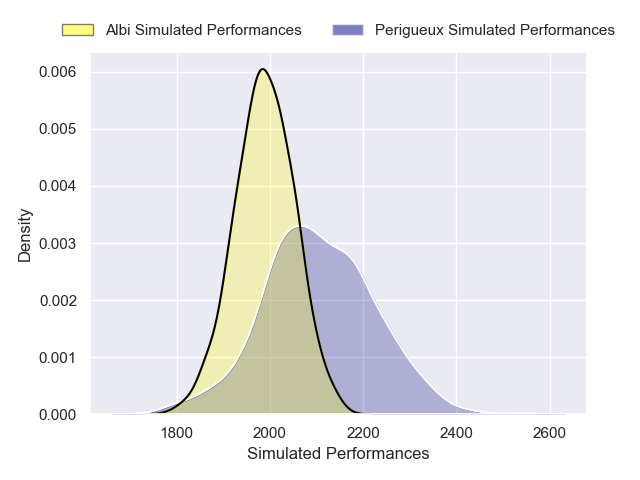 Albi Simulated Performances Perigueux Simulated Performances
0.006
0.005
0.004
0.003
0.002
0.001
0.000
Density
1800 2000 2200 2400 2600
Simulated Performances